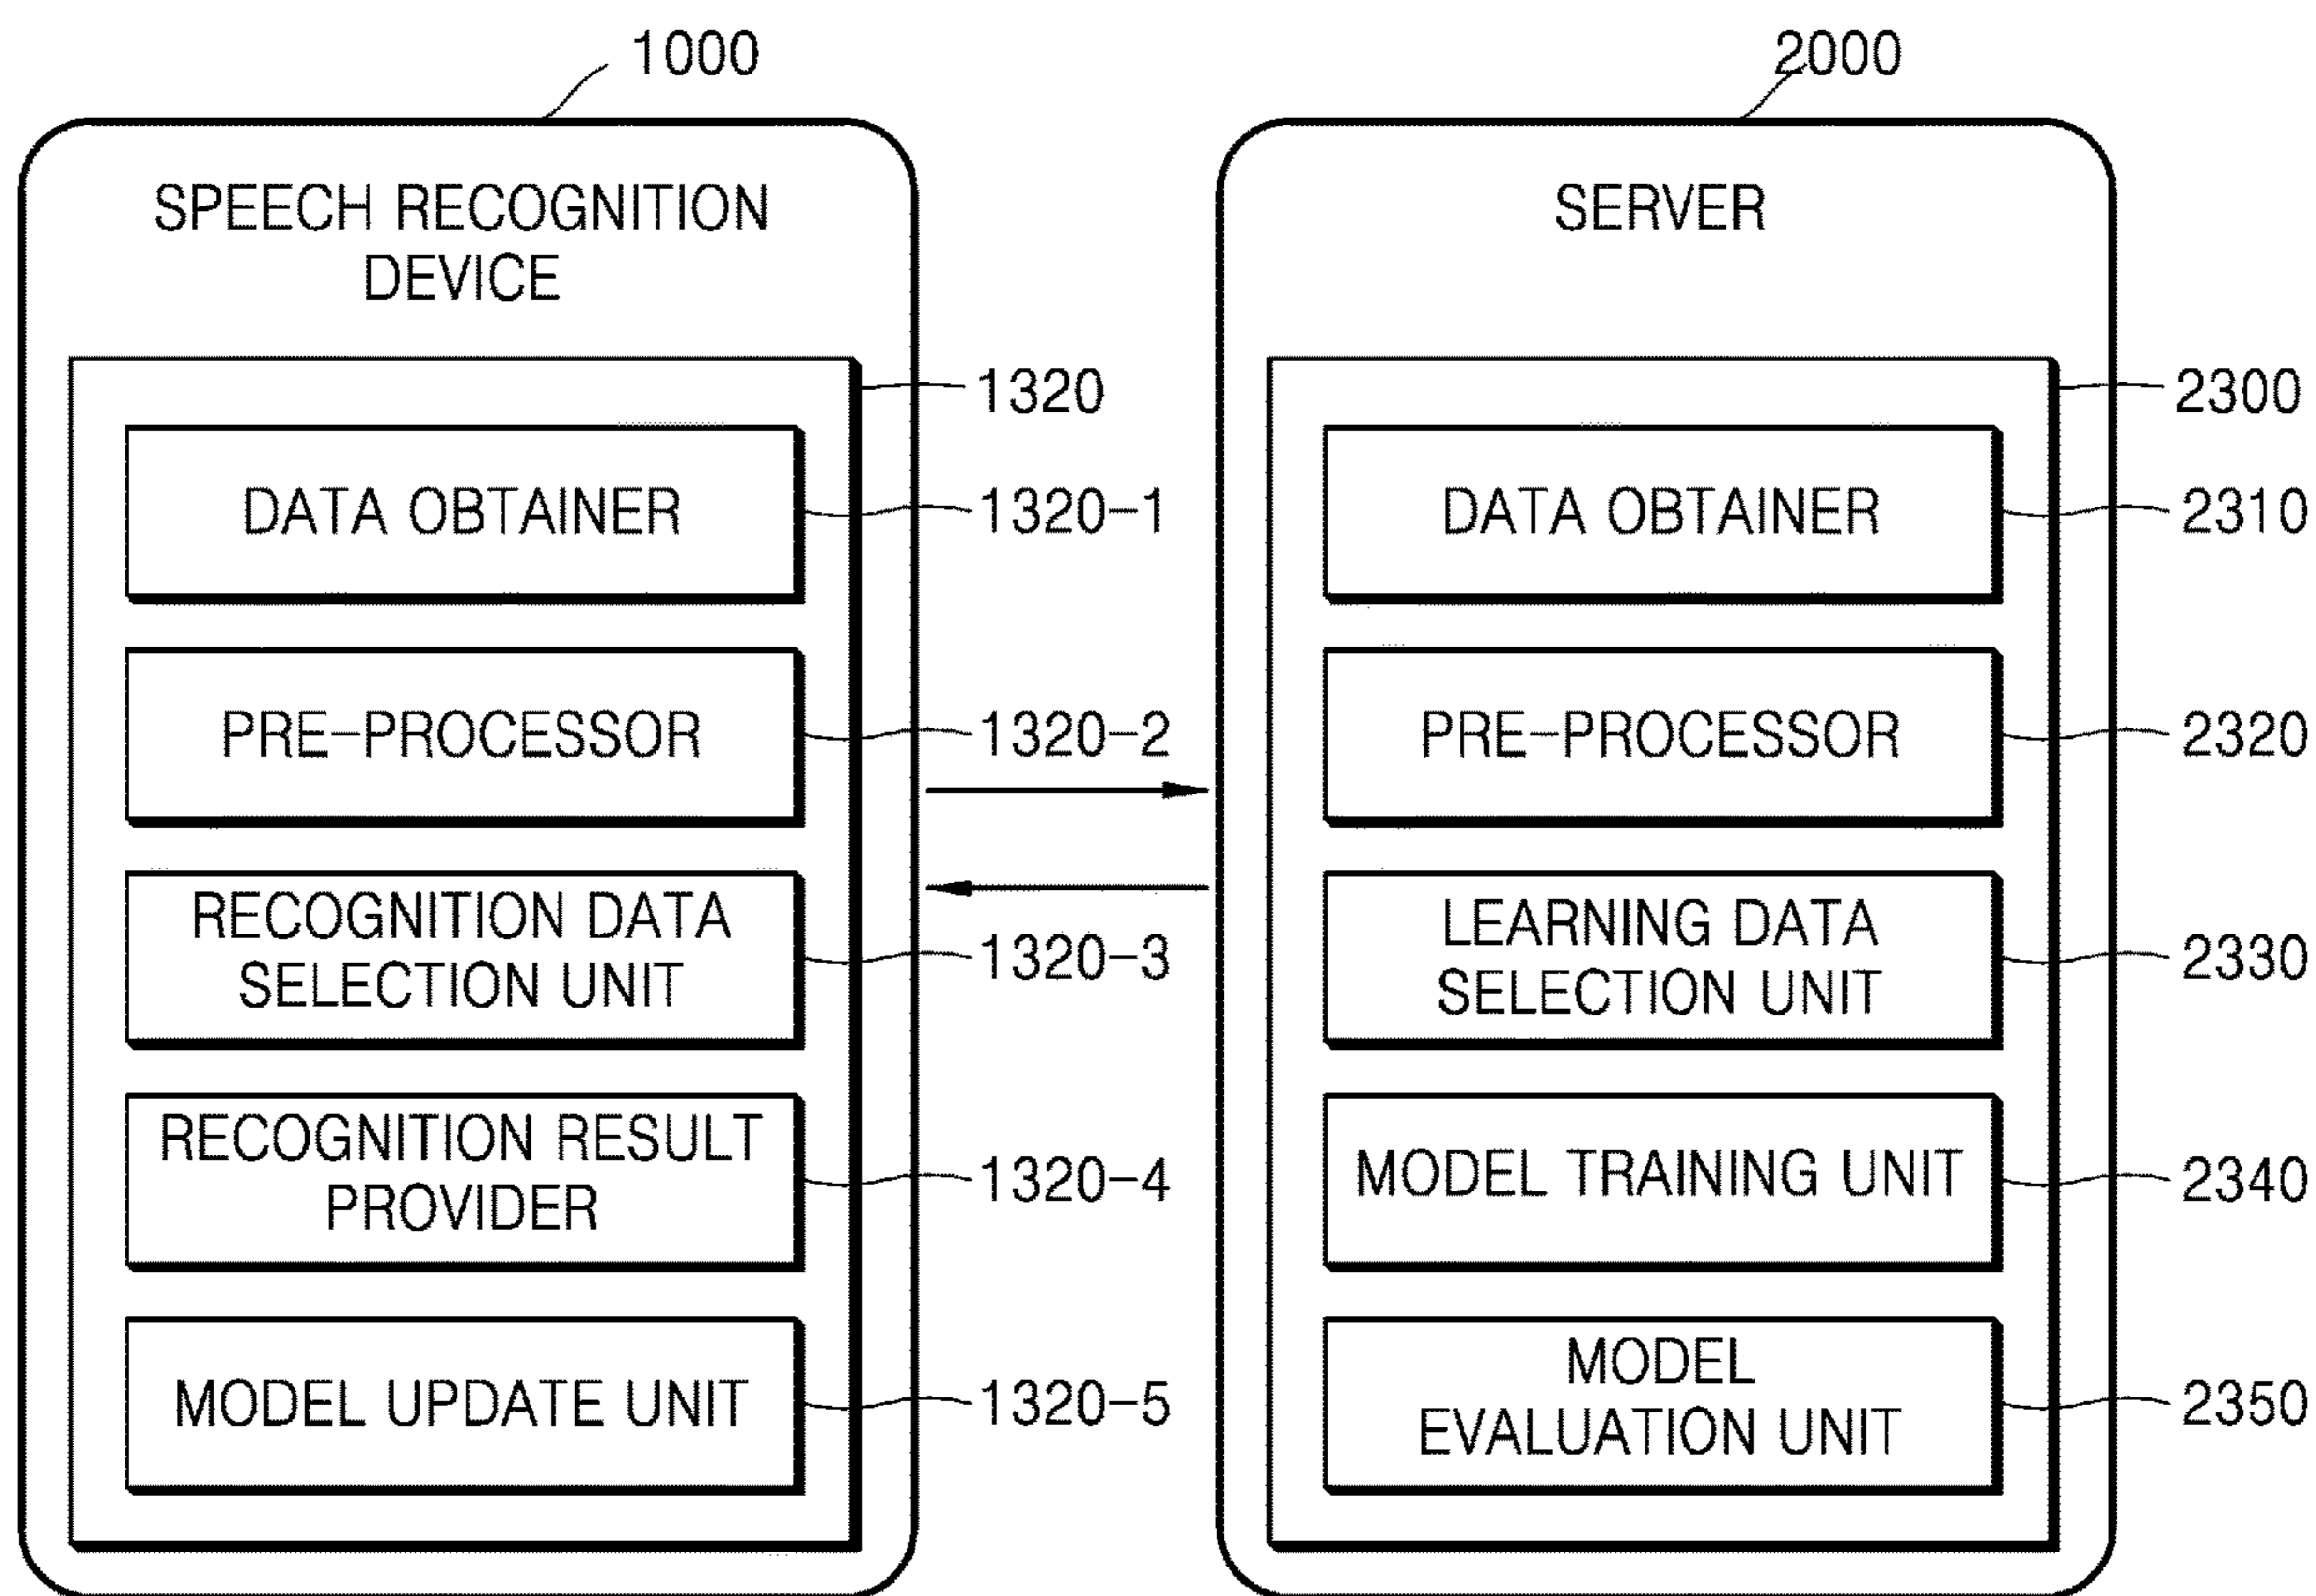 1000
SPEECH RECOGNITION
DEVICE
1320
DATA OBTAINER
1320-1
PRE-PROCESSOR
1320-2
RECOGNITION DATA
SELECTION UNIT
1320-3
RECOGNITION RESULT
PROVIDER
1320-4
MODEL UPDATE UNIT
1320-5
2000
SERVER
2300
DATA OBTAINER
2310
PRE-PROCESSOR
2320
LEARNING DATA
SELECTION UNIT
2330
MODEL TRAINING UNIT
2340
MODEL
EVALUATION UNIT
2350